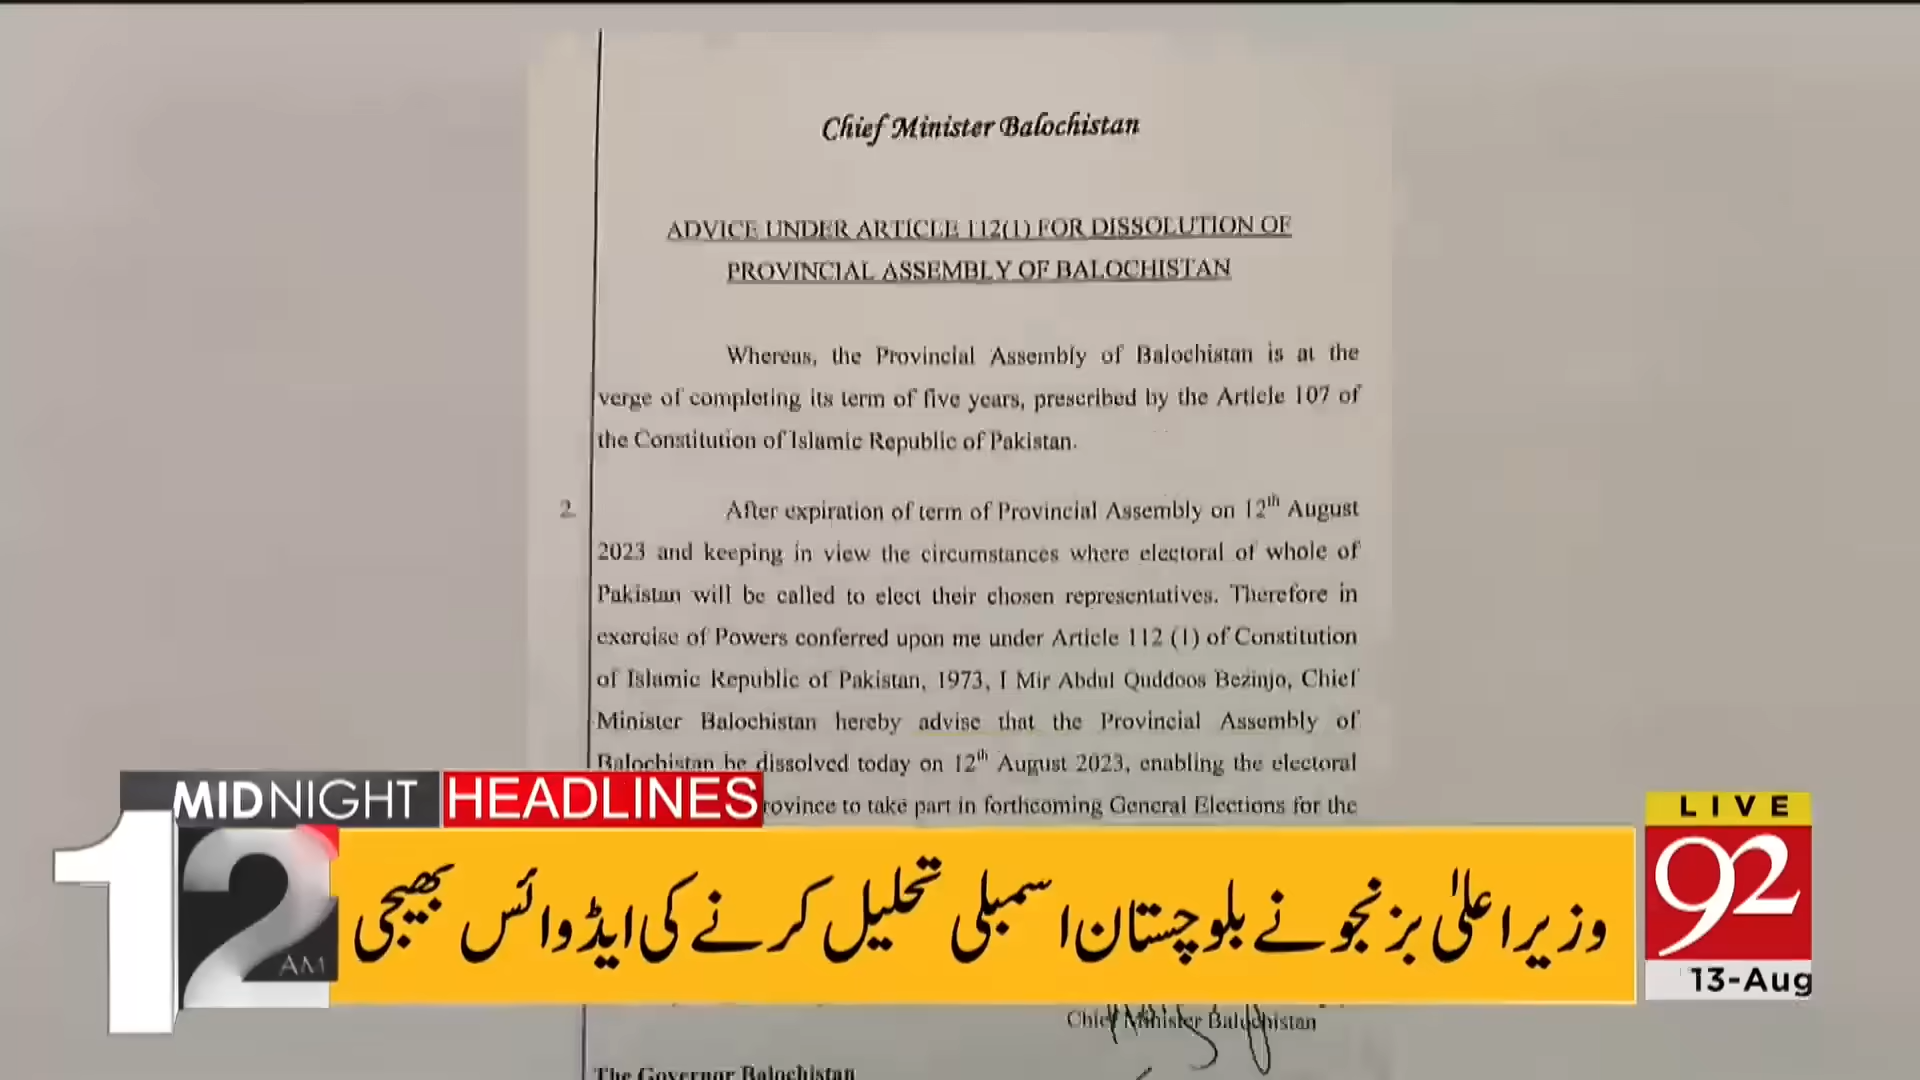 Chief Minister Balochistan
ADVICE UNDER ARTICLE 112(1) FOR DISSOLUTION OF
PROVINCIAL ASSEMBLY OF BALOCHISTAN
Whereas, the Provincial Assembly of Balochistan is at the
verge of completing its term of five years, prescribed by the Article 107 of
the Constitution of Islamic Republic of Pakistan.
2. After expiration of term of Provincial Assembly on 12th August
2023 and keeping in view the circumstances where electoral of whole of
Pakistan will be called to elect their chosen representatives. Therefore in
exercise of Powers conferred upon me under Article 112 (1) of Constitution
of Islamic Republic of Pakistan, 1973, I Mir Abdul Quddoos Bezinjo, Chief
Minister Balochistan hereby advise that the Provincial Assembly of
Balochistan be dissolved today on 12th August 2023, enabling the electoral
rovince to take part in forthcoming General Elections for the
MIDNIGHT HEADLINES
12 AM
وزیراعلیٰ بزنجو نے بلوچستان اسمبلی تحلیل کرنے کی ایڈوائس بھیجی
LIVE
92
13-Aug
Chief Minister Balochistan
The Governor Balochistan